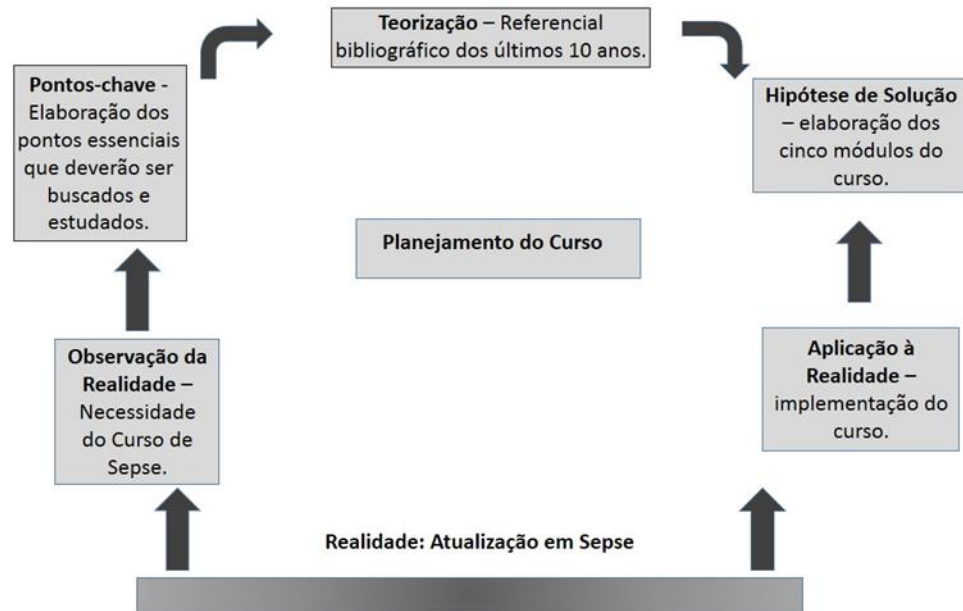 Teorização – Referencial
bibliográfico dos últimos 10 anos.
Pontos-chave -
Elaboração dos
pontos essenciais
que deverão ser
buscados e
estudados.
Hipótese de Solução
– elaboração dos
cinco módulos do
curso.
Planejamento do Curso
Observação da
Realidade –
Necessidade
do Curso de
Sepse.
Aplicação à
Realidade –
implementação do
curso.
Realidade: Atualização em Sepse